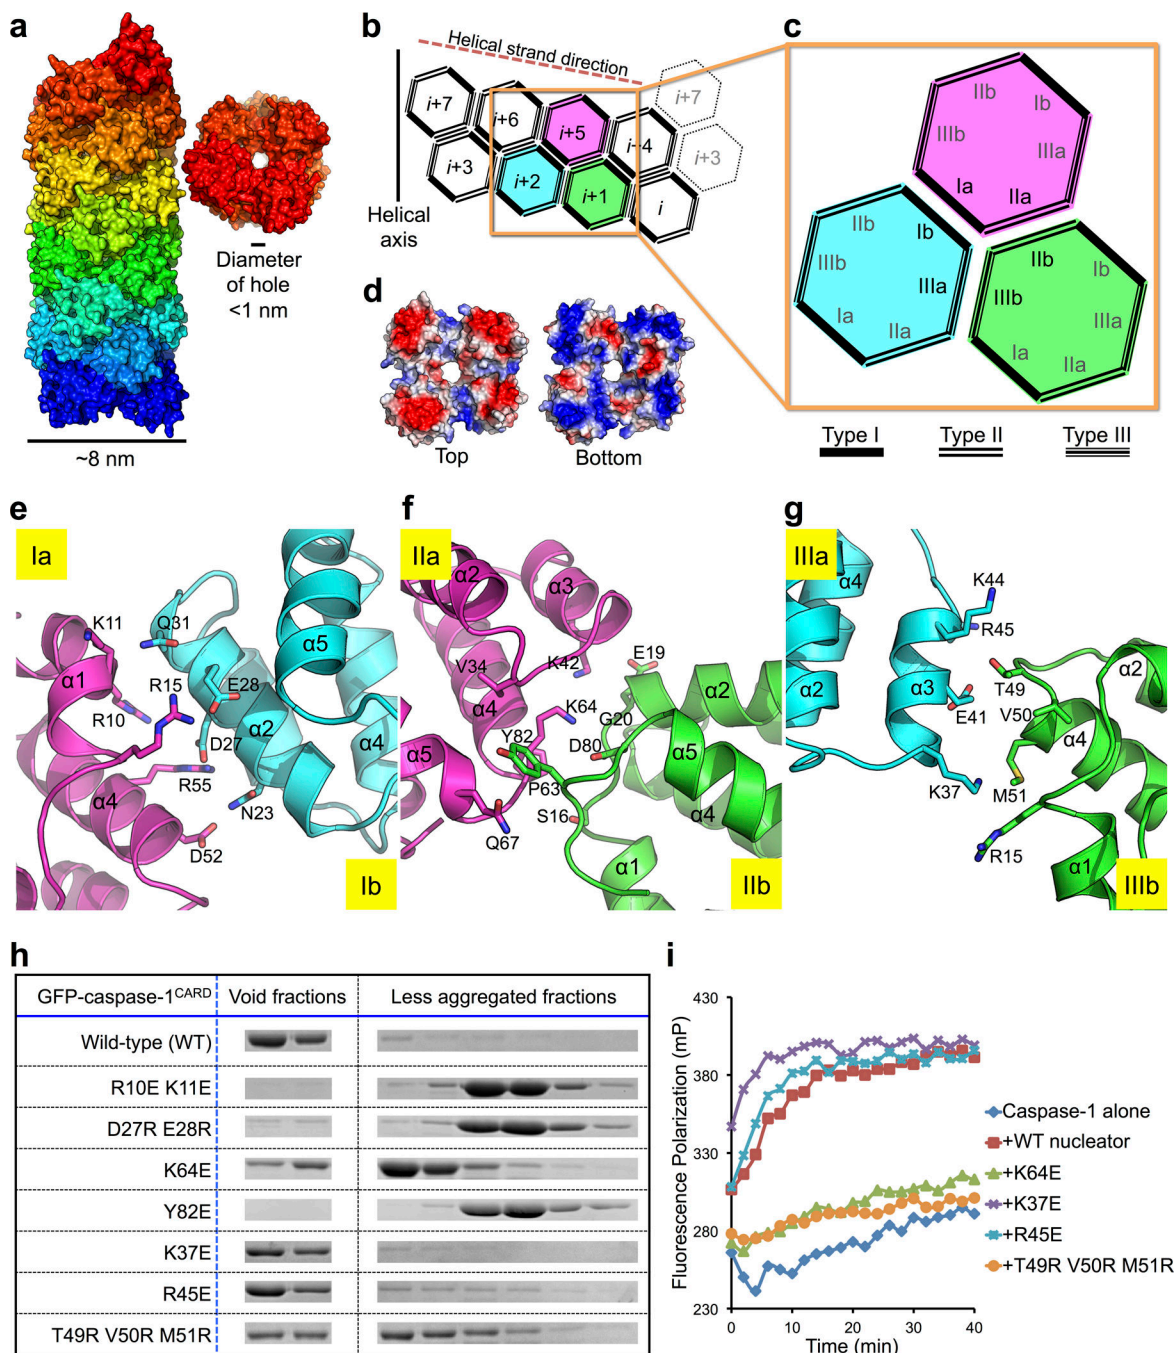 a
~8 nm
Diameter
of hole
<1 nm
b
Helical strand direction
i+7
i+7
i+6
i+5
i+4
i+3
i+3
i+2
i+1
i
Helical
axis
c
IIb
Ib
IIIb
IIIa
Ia
IIa
IIb
Ib
IIIb
IIIa
Ia
IIa
IIb
Ib
IIIb
IIIa
Ia
IIa
Type I
Type II
Type III
d
Top
Bottom
e
Ia
K11
Q31
α1
R15
E28
α5
R10
α2
D27
α4
R55
α4
N23
D52
Ib
f
IIa
α2
α3
V34
K42
E19
α4
K64
G20
α2
Y82
D80
α5
α5
P63
S16
α4
Q67
α1
IIb
g
IIIa
α4
K44
R45
α2
α3
T49
α2
E41
V50
α4
K37
M51
R15
α1
IIIb
h
GFP-caspase-1CARD Void fractions Less aggregated fractions
Wild-type (WT)
R10E K11E
D27R E28R
K64E
Y82E
K37E
R45E
T49R V50R M51R
i
Fluorescence Polarization (mP)
430
380
330
280
230
0 10 20 30 40
Time (min)
Caspase-1 alone
+WT nucleator
+K64E
+K37E
+R45E
+T49R V50R M51R